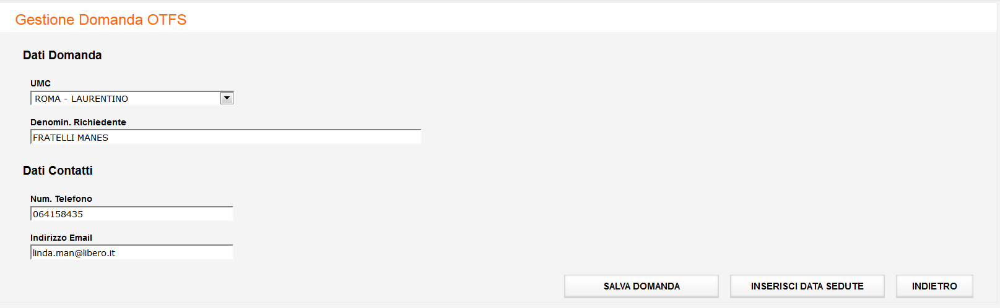 Gestione Domanda OTFS
Dati Domanda
UMC
ROMA - LAURENTINO
Denomin. Richiedente
FRATELLI MANES
Dati Contatti
Num. Telefono
064158435
Indirizzo Email
linda.man@libero.it
SALVA DOMANDA INSERISCI DATA SEDUTE INDIETRO